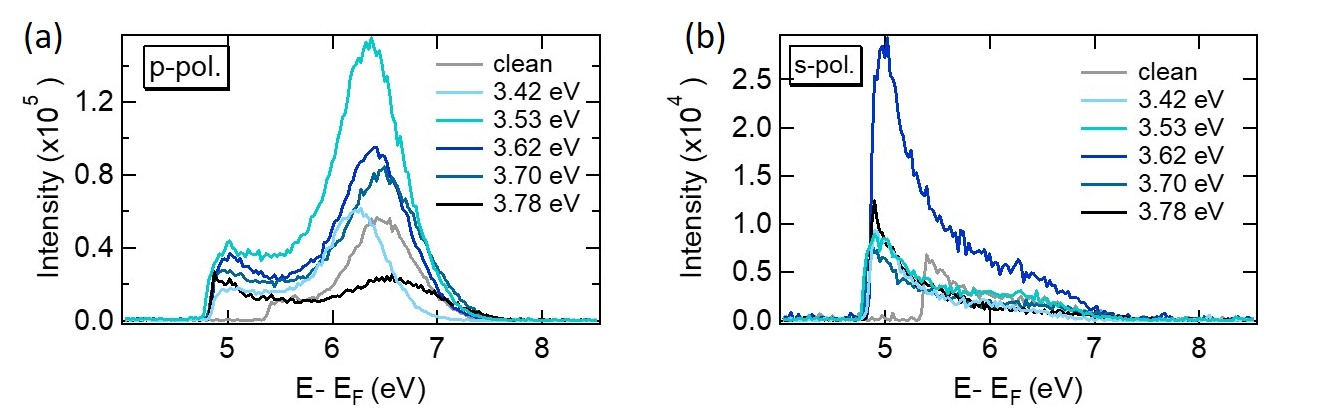 (a)
p-pol.
clean
3.42 eV
3.53 eV
3.62 eV
3.70 eV
3.78 eV
Intensity (x10⁵)
1.2
0.8
0.4
0.0
5 6 7 8
E- E_F (eV)
(b)
s-pol.
clean
3.42 eV
3.53 eV
3.62 eV
3.70 eV
3.78 eV
Intensity (x10⁴)
2.5
2.0
1.5
1.0
0.5
0.0
5 6 7 8
E- E_F (eV)